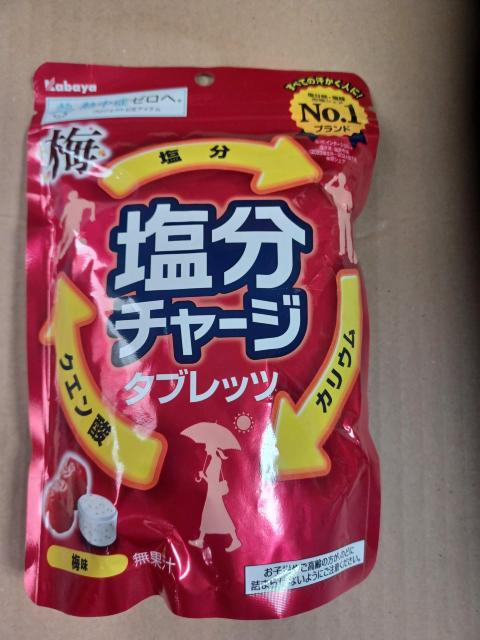 Kabaya
熱中症ゼロへ。
すべての汗かく人に!
No.1
ブランド
梅
塩分
塩分
チャージ
タブレッツ
カリウム
クエン酸
梅味
無果汁
お子様やご高齢の方が、のどに
詰まらせないようにご注意ください。